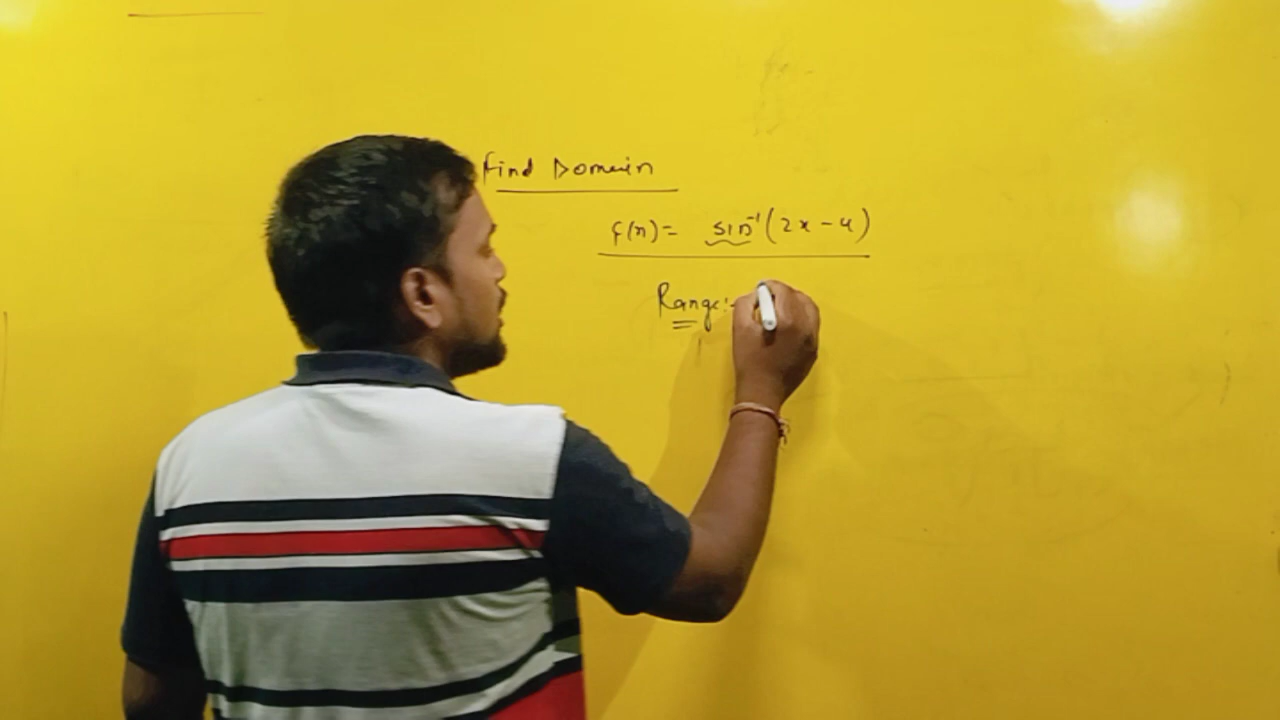 Find Domain
f(x)= sin⁻¹(2x-4)
Range:-